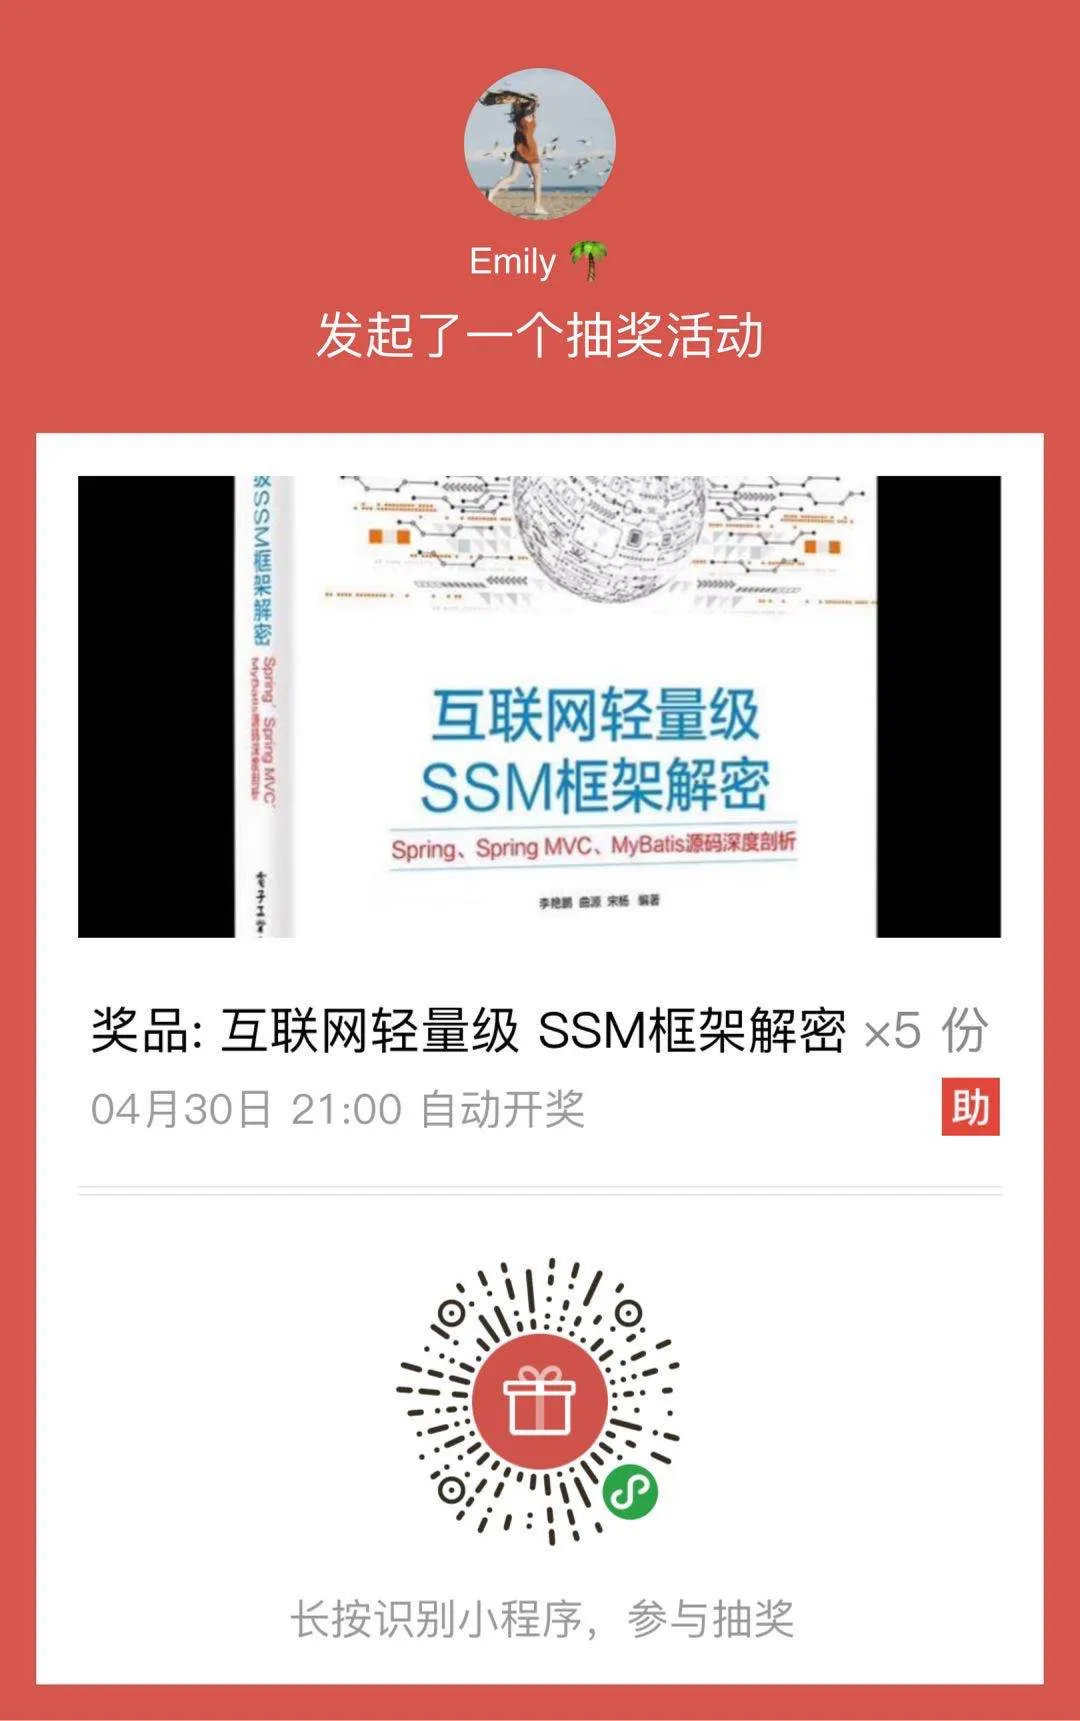 Emily 🌴
发起了一个抽奖活动
级SSM框架解密
Spring、Spring MVC、
MyBatis源码深度剖析
电子工业
互联网轻量级
SSM框架解密
Spring、Spring MVC、MyBatis源码深度剖析
李艳鹏 曲源 宋杨 编著
奖品: 互联网轻量级 SSM框架解密 ×5 份
04月30日 21:00 自动开奖
助
长按识别小程序，参与抽奖